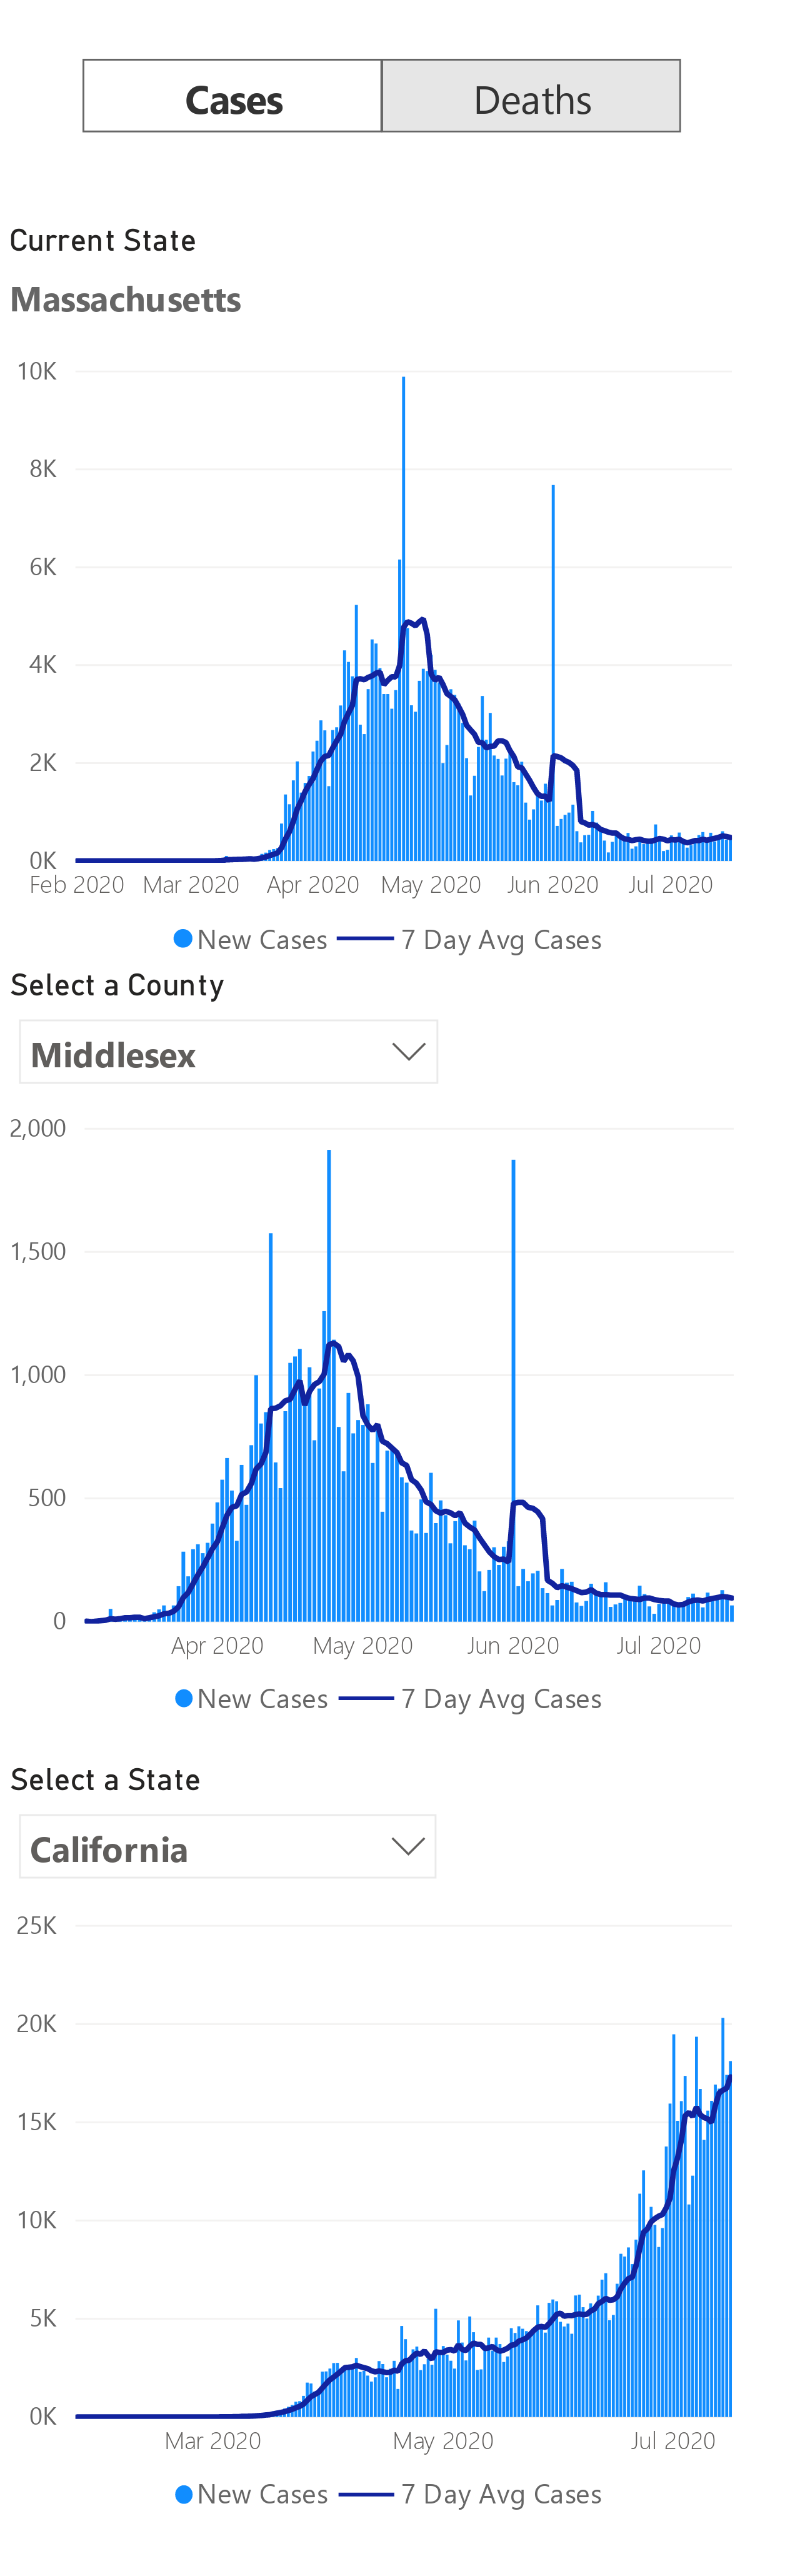 Cases Deaths
Current State
Massachusetts
10K
8K
6K
4K
2K
0K
Feb 2020 Mar 2020 Apr 2020 May 2020 Jun 2020 Jul 2020
New Cases 7 Day Avg Cases
Select a County
Middlesex
2,000
1,500
1,000
500
0
Apr 2020 May 2020 Jun 2020 Jul 2020
New Cases 7 Day Avg Cases
Select a State
California
25K
20K
15K
10K
5K
0K
Mar 2020 May 2020 Jul 2020
New Cases 7 Day Avg Cases